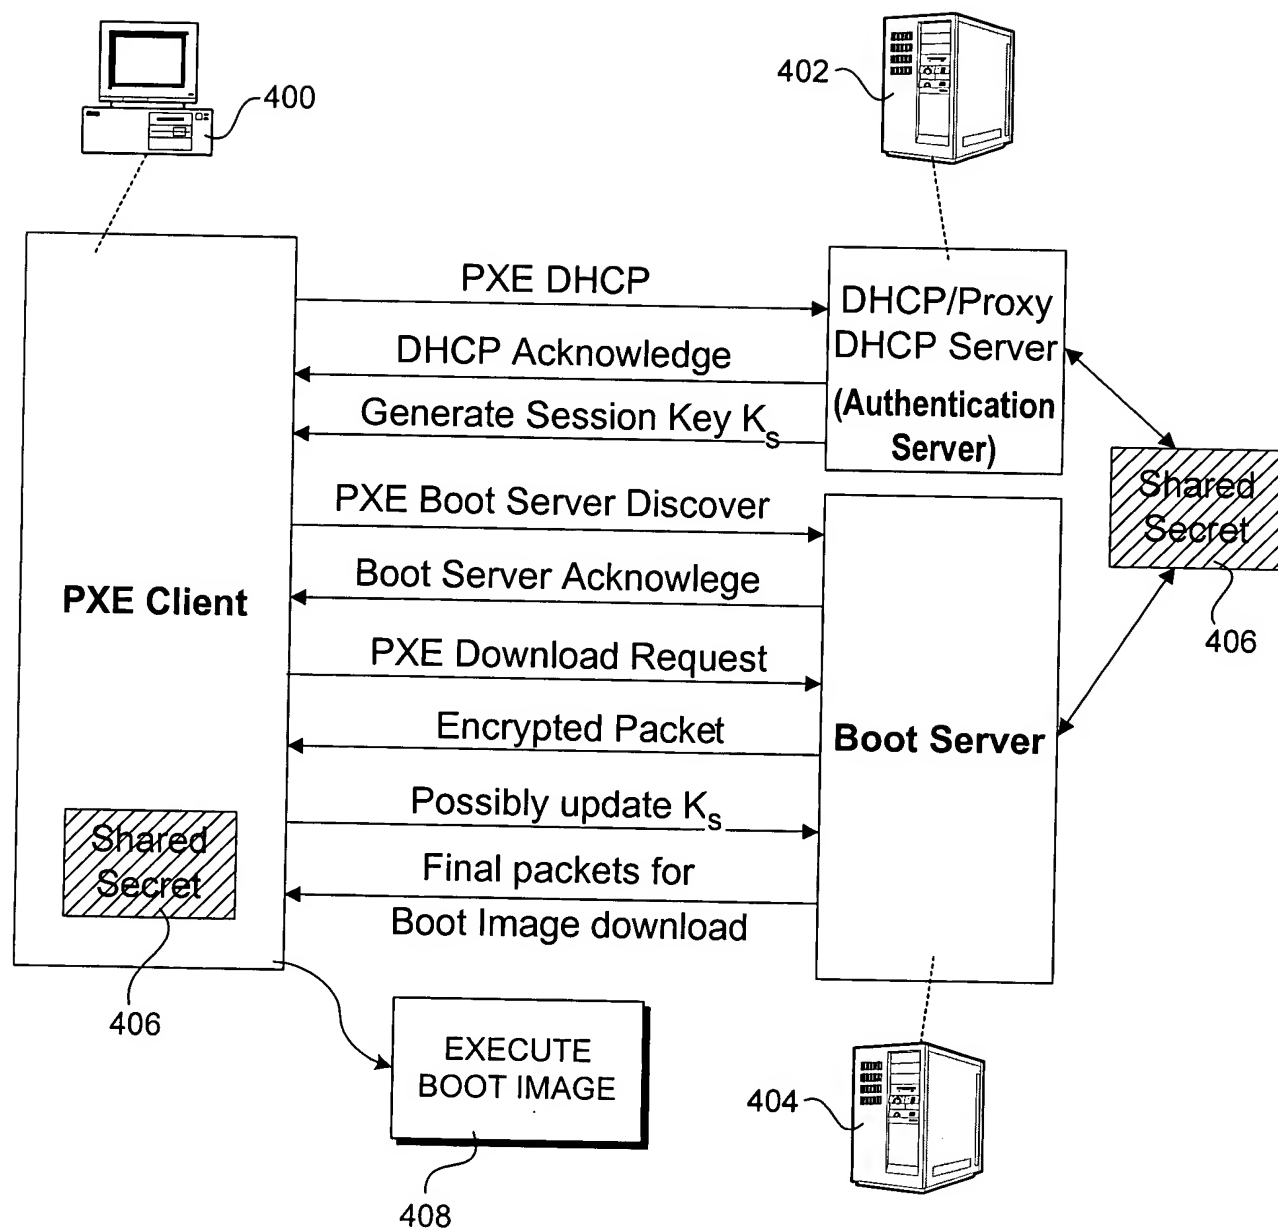 400
402
PXE DHCP
DHCP Acknowledge
Generate Session Key Ks
DHCP/Proxy
DHCP Server
(Authentication
Server)
Shared
Secret
406
PXE Boot Server Discover
Boot Server Acknowlege
PXE Download Request
Encrypted Packet
Possibly update Ks
Final packets for
Boot Image download
PXE Client
Boot Server
Shared
Secret
406
EXECUTE
BOOT IMAGE
408
404